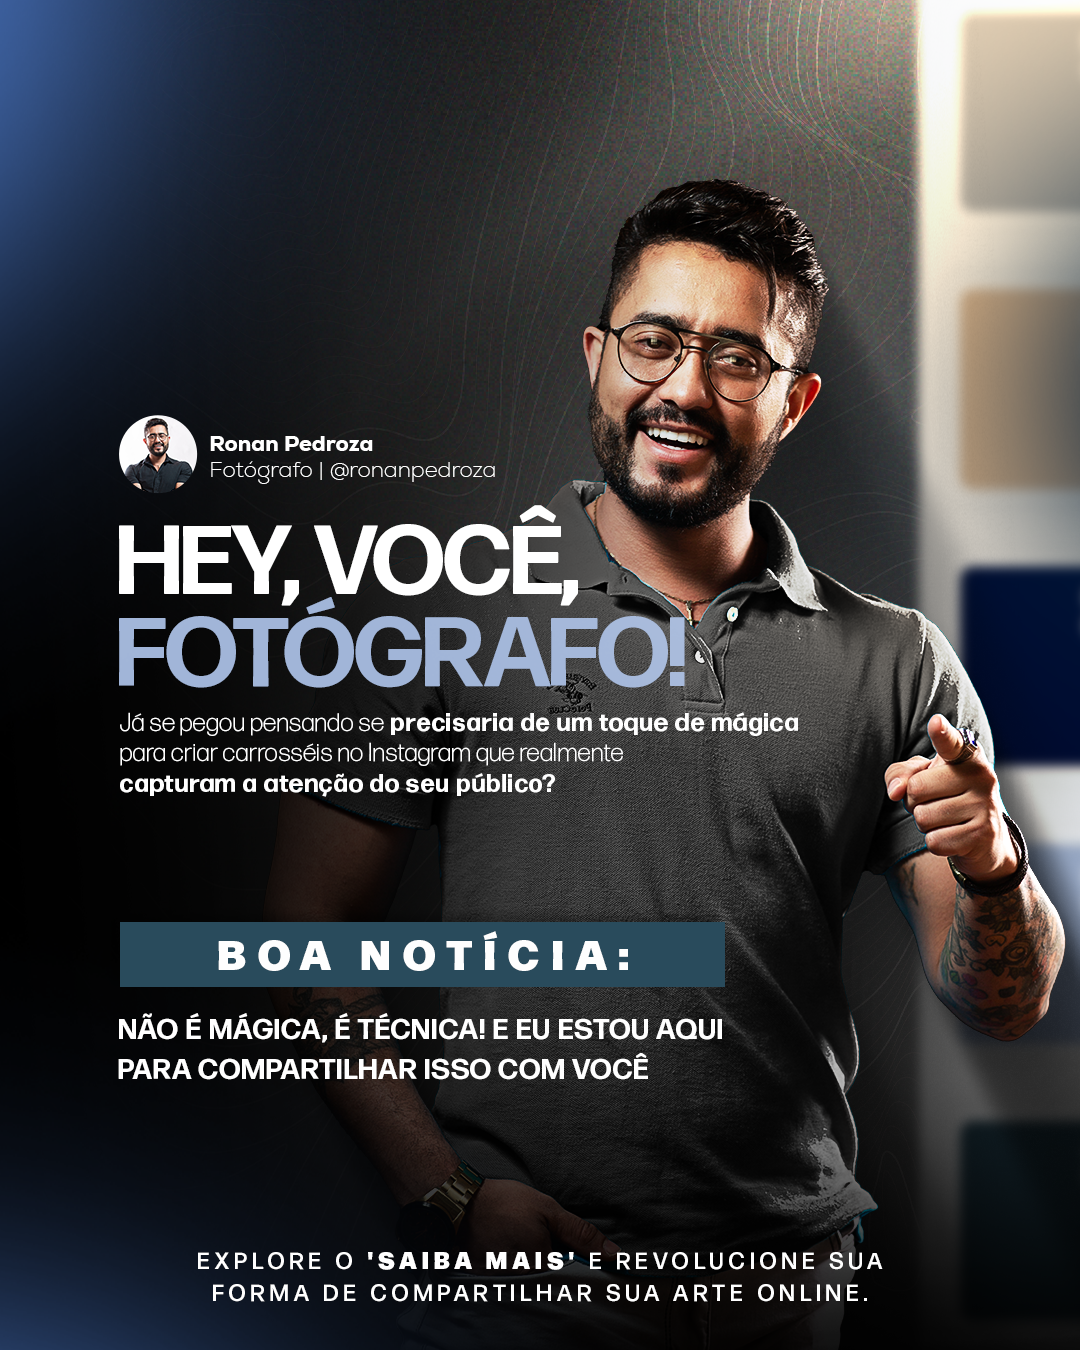 Ronan Pedroza
Fotógrafo | @ronanpedroza
HEY, VOCÊ,
FOTÓGRAFO!
Já se pegou pensando se precisaria de um toque de mágica
para criar carrosséis no Instagram que realmente
capturam a atenção do seu público?
BOA NOTÍCIA:
NÃO É MÁGICA, É TÉCNICA! E EU ESTOU AQUI
PARA COMPARTILHAR ISSO COM VOCÊ
EXPLORE O 'SAIBA MAIS' E REVOLUCIONE SUA
FORMA DE COMPARTILHAR SUA ARTE ONLINE.